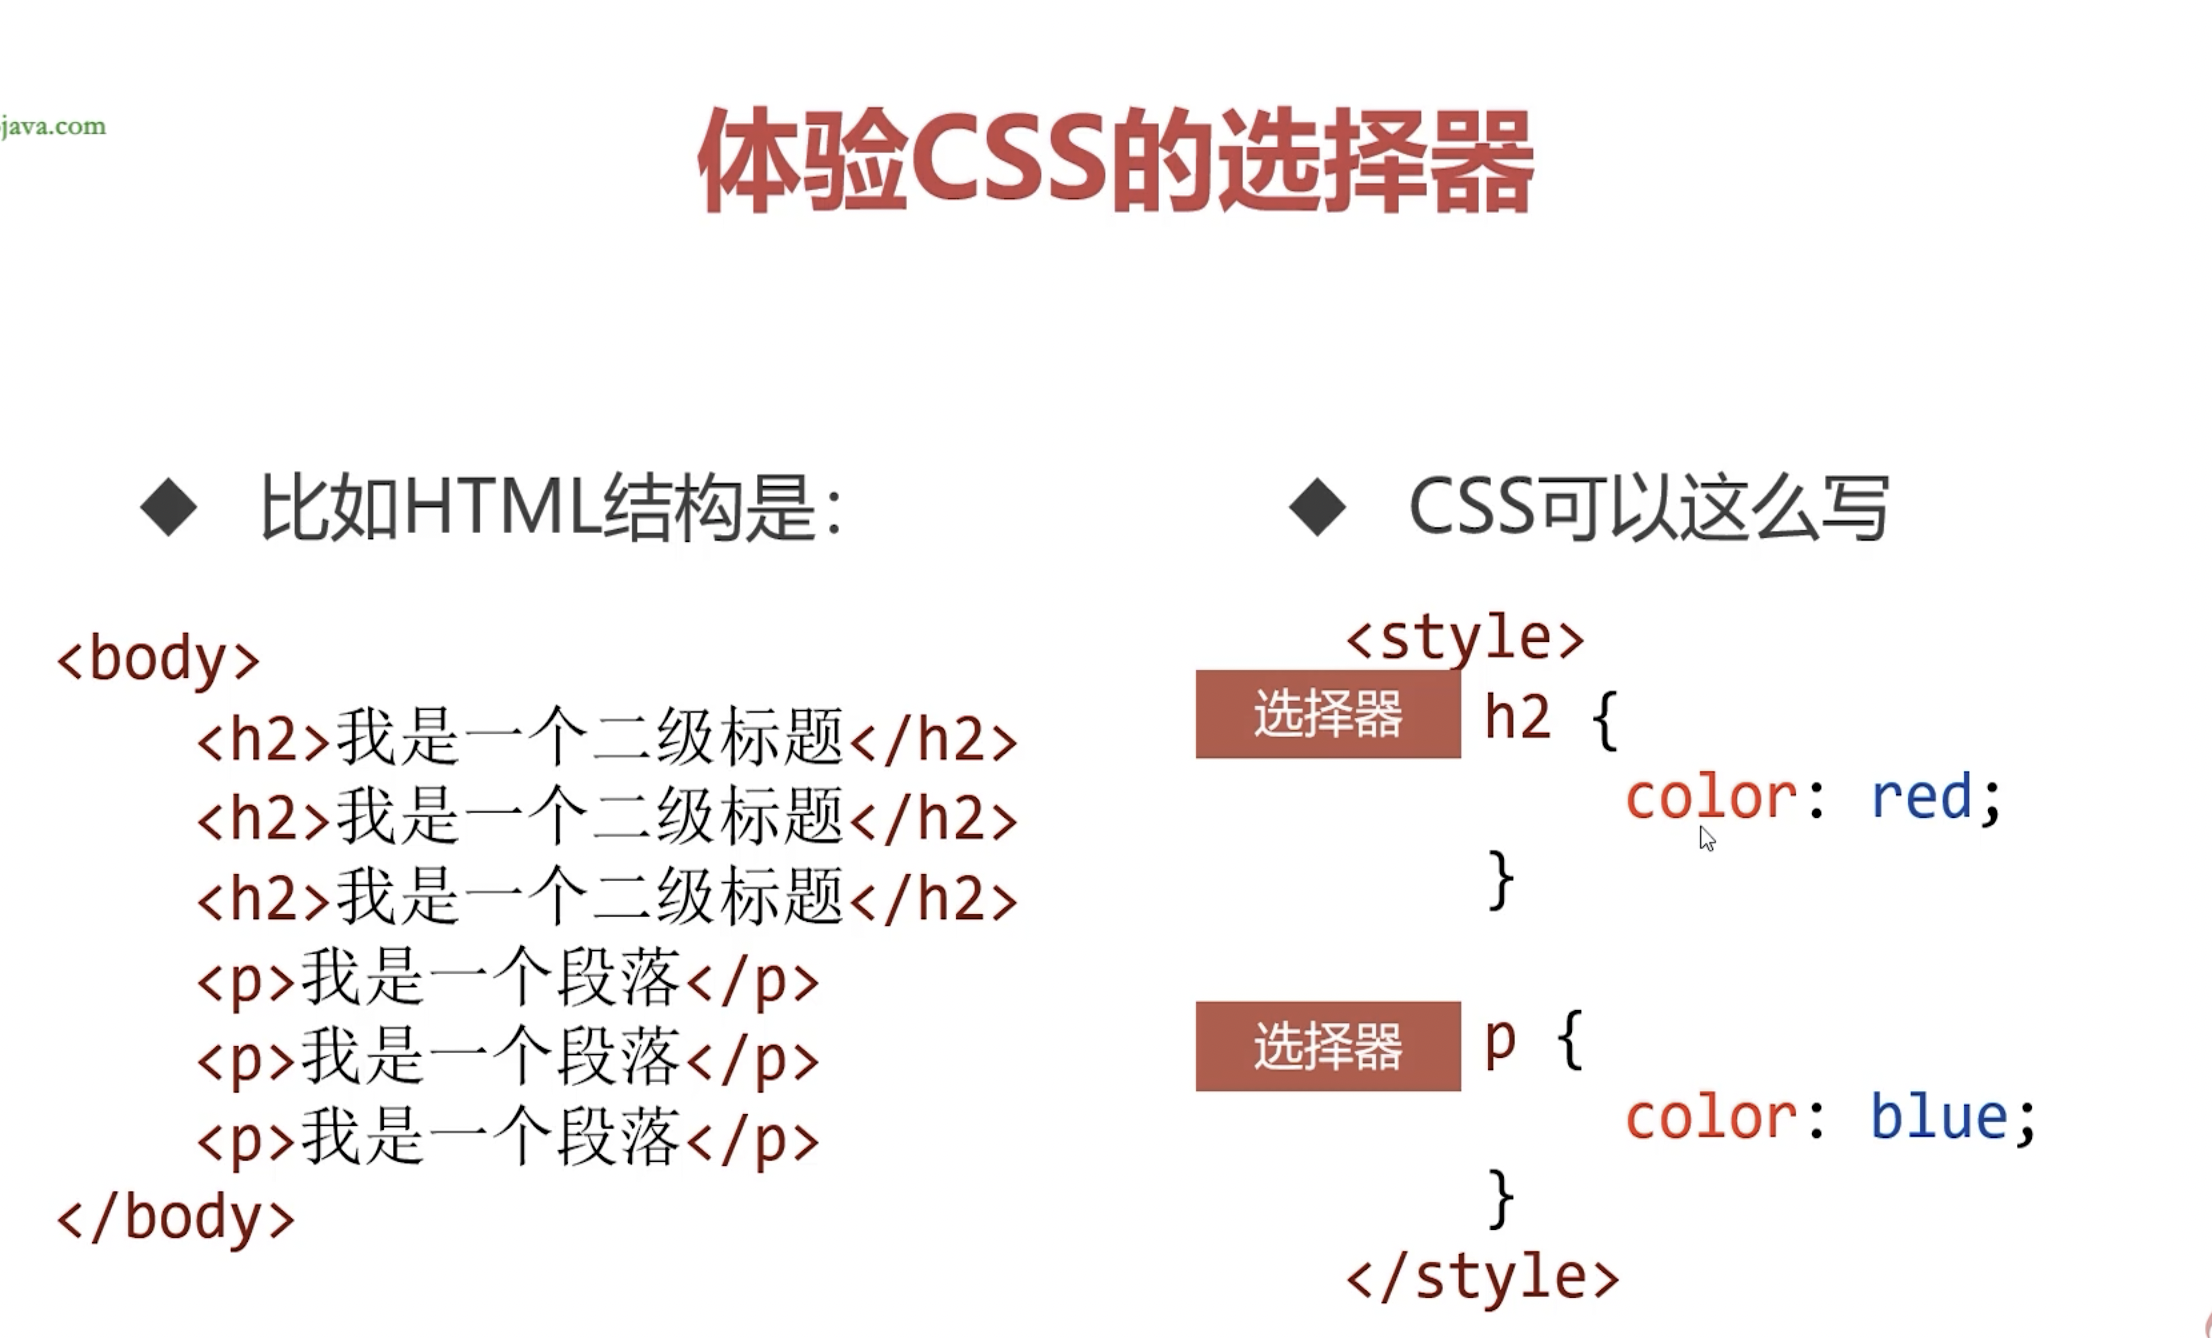 java.com
体验CSS的选择器
◆ 比如HTML结构是：
<body>
<h2>我是一个二级标题</h2>
<h2>我是一个二级标题</h2>
<h2>我是一个二级标题</h2>
<p>我是一个段落</p>
<p>我是一个段落</p>
<p>我是一个段落</p>
</body>
◆ CSS可以这么写
<style>
选择器 h2 {
color: red;
}
选择器 p {
color: blue;
}
</style>